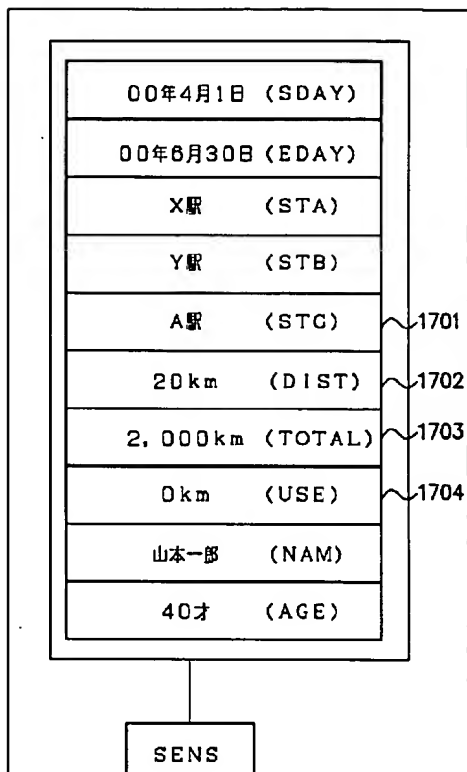 00年4月1日 (SDAY)
00年6月30日 (EDAY)
X駅 (STA)
Y駅 (STB)
A駅 (STC) 1701
20km (DIST) 1702
2,000km (TOTAL) 1703
0km (USE) 1704
山本一郎 (NAM)
40才 (AGE)
SENS